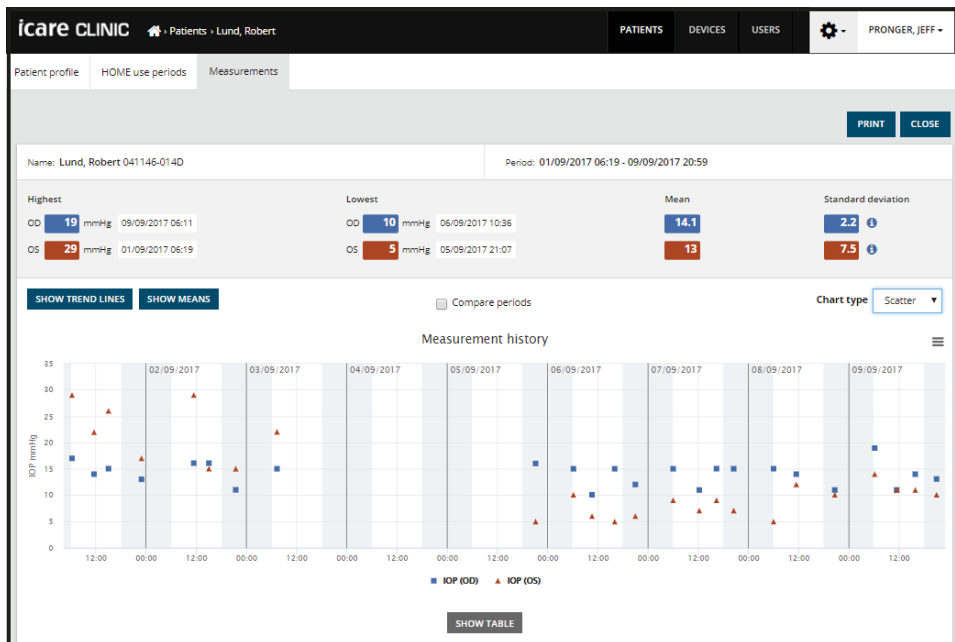 icare CLINIC › Patients › Lund, Robert PATIENTS DEVICES USERS PRONGER, JEFF
Patient profile HOME use periods Measurements
PRINT CLOSE
Name: Lund, Robert 041146-014D Period: 01/09/2017 06:19 - 09/09/2017 20:59
Highest Lowest Mean Standard deviation
OD 19 mmHg 09/09/2017 06:11 OD 10 mmHg 06/09/2017 10:36 14.1 2.2
OS 29 mmHg 01/09/2017 06:19 OS 5 mmHg 05/09/2017 21:07 13 7.5
SHOW TREND LINES SHOW MEANS Compare periods Chart type Scatter
Measurement history
02/09/2017 03/09/2017 04/09/2017 05/09/2017 06/09/2017 07/09/2017 08/09/2017 09/09/2017
35
30
25
20
15
10
5
0
IOP mmHg
12:00 00:00 12:00 00:00 12:00 00:00 12:00 00:00 12:00 00:00 12:00 00:00 12:00 00:00 12:00 00:00 12:00
IOP (OD) IOP (OS)
SHOW TABLE